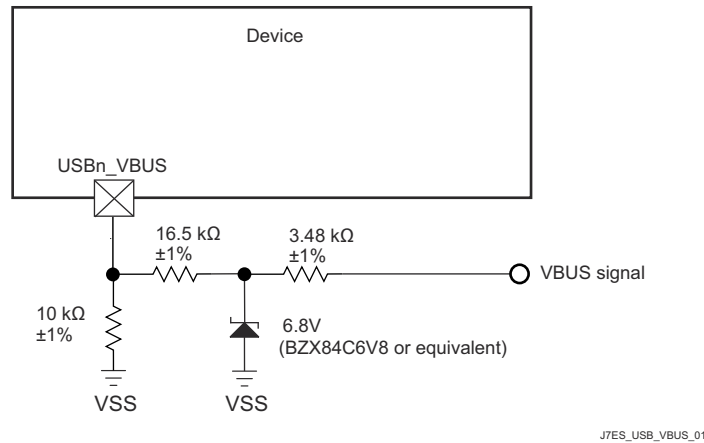 Device
USBn_VBUS
16.5 kΩ
±1%
3.48 kΩ
±1%
VBUS signal
10 kΩ
±1%
6.8V
(BZX84C6V8 or equivalent)
VSS
VSS
J7ES_USB_VBUS_01